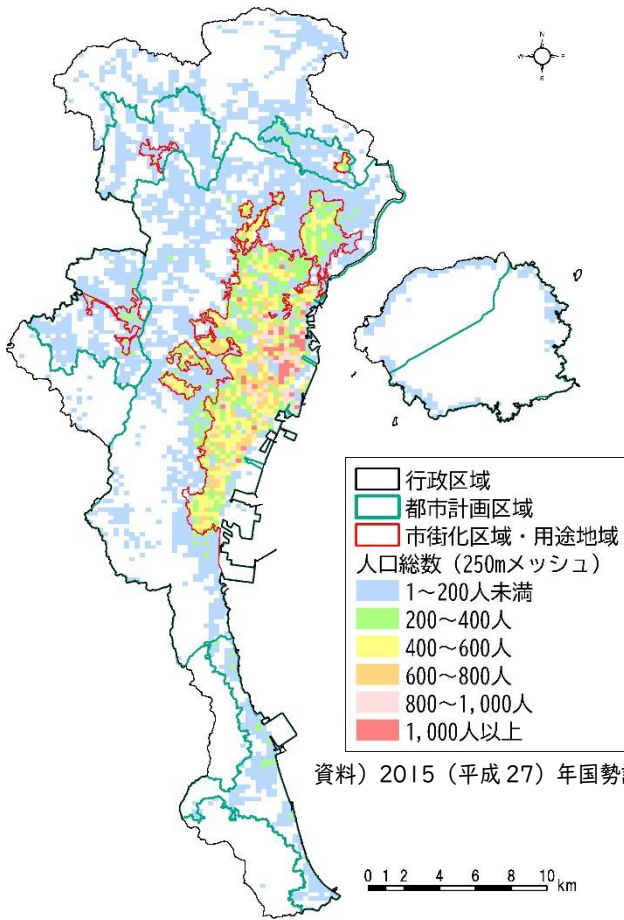 N
W E
S
行政区域
都市計画区域
市街化区域・用途地域
人口総数（250mメッシュ）
1～200人未満
200～400人
400～600人
600～800人
800～1,000人
1,000人以上
資料）2015（平成 27）年国勢
0 1 2 4 6 8 10 km